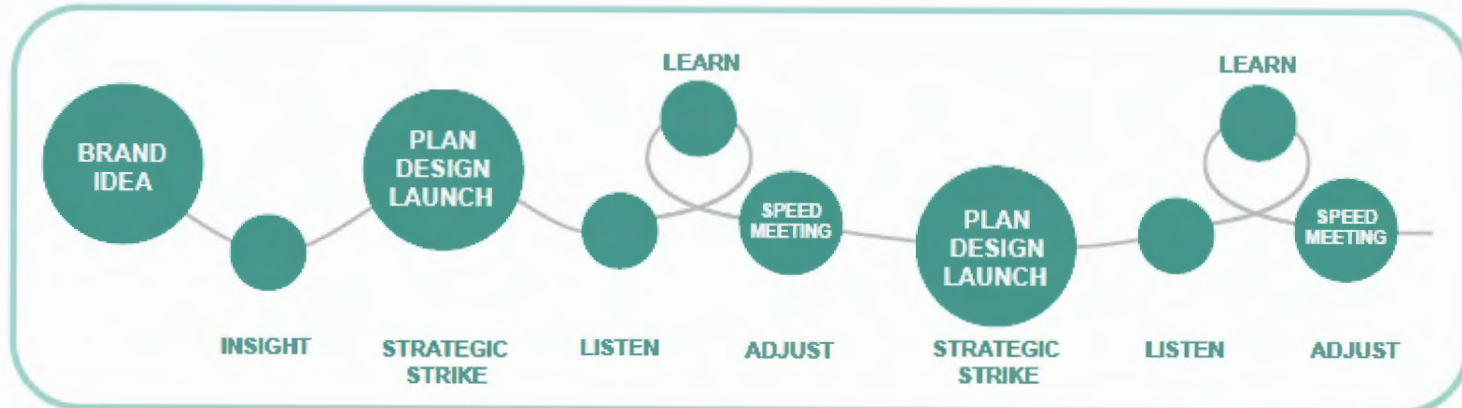 LEARN
LEARN
BRAND
IDEA
PLAN
DESIGN
LAUNCH
SPEED
MEETING
PLAN
DESIGN
LAUNCH
SPEED
MEETING
INSIGHT
STRATEGIC
STRIKE
LISTEN
ADJUST
STRATEGIC
STRIKE
LISTEN
ADJUST